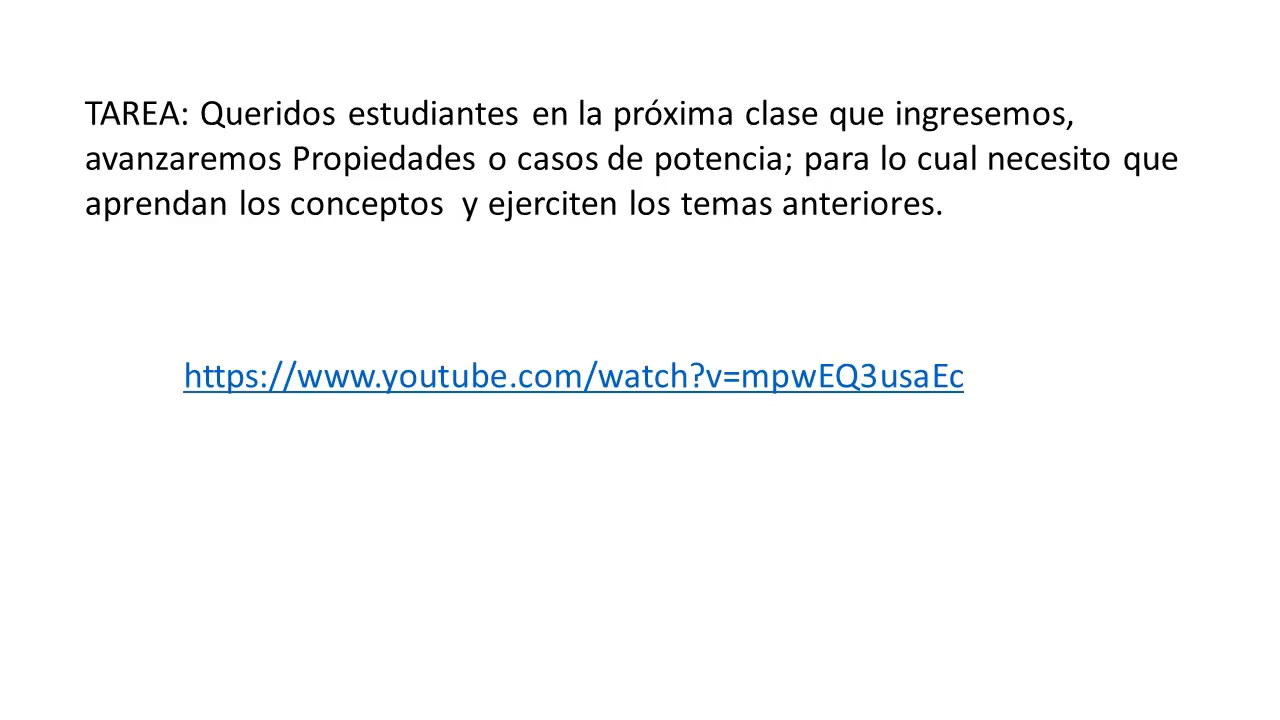 TAREA: Queridos estudiantes en la próxima clase que ingresemos,
avanzaremos Propiedades o casos de potencia; para lo cual necesito que
aprendan los conceptos  y ejerciten los temas anteriores.
https://www.youtube.com/watch?v=mpwEQ3usaEc